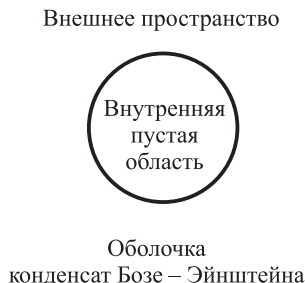 Внешнее пространство
Внутренняя
пустая
область
Оболочка
конденсат Бозе – Эйнштейна